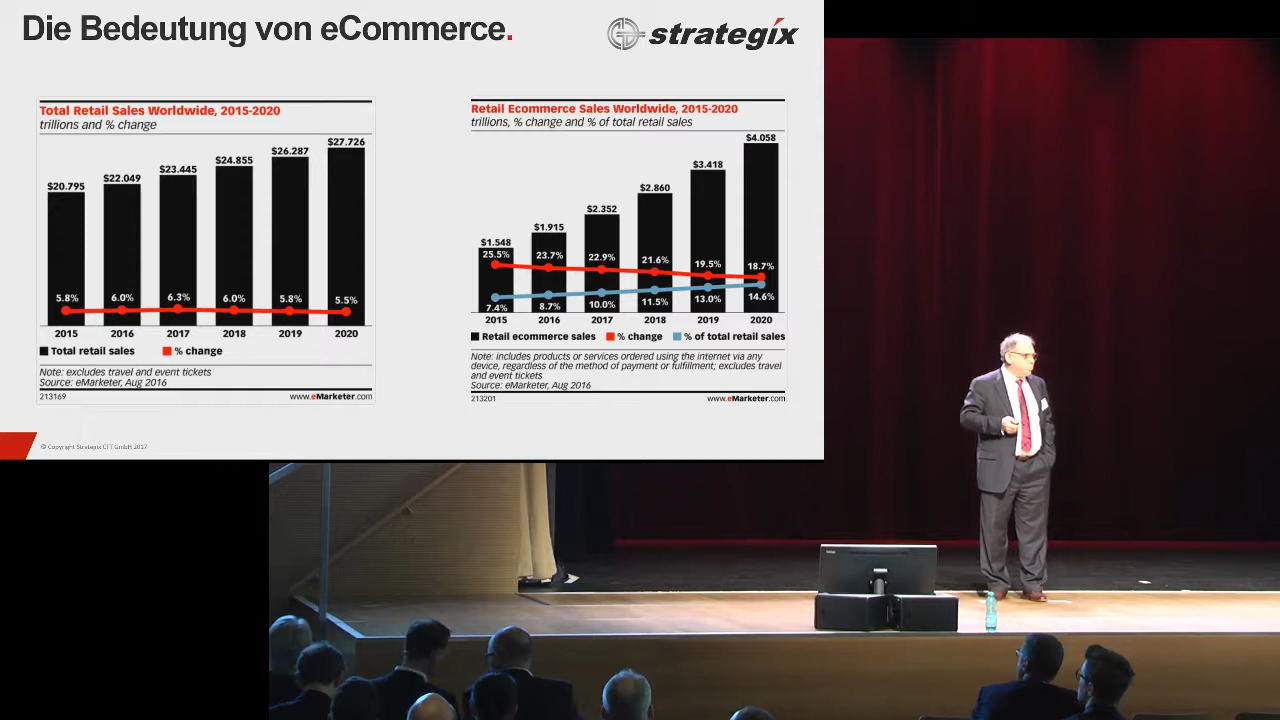 Die Bedeutung von eCommerce.
strategix
Total Retail Sales Worldwide, 2015-2020
trillions and % change
$20.795
$22.049
$23.445
$24.855
$26.287
$27.726
5.8%
6.0%
6.3%
6.0%
5.8%
5.5%
2015
2016
2017
2018
2019
2020
Total retail sales
% change
Note: excludes travel and event tickets
Source: eMarketer, Aug 2016
213169
www.eMarketer.com
Retail Ecommerce Sales Worldwide, 2015-2020
trillions, % change and % of total retail sales
$1.548
$1.915
$2.352
$2.860
$3.418
$4.058
25.5%
23.7%
22.9%
21.6%
19.5%
18.7%
7.4%
8.7%
10.0%
11.5%
13.0%
14.6%
2015
2016
2017
2018
2019
2020
Retail ecommerce sales
% change
% of total retail sales
Note: includes products or services ordered using the internet via any
device, regardless of the method of payment or fulfillment; excludes travel
and event tickets
Source: eMarketer, Aug 2016
213201
www.eMarketer.com
© Copyright Strategix CFT GmbH 2017